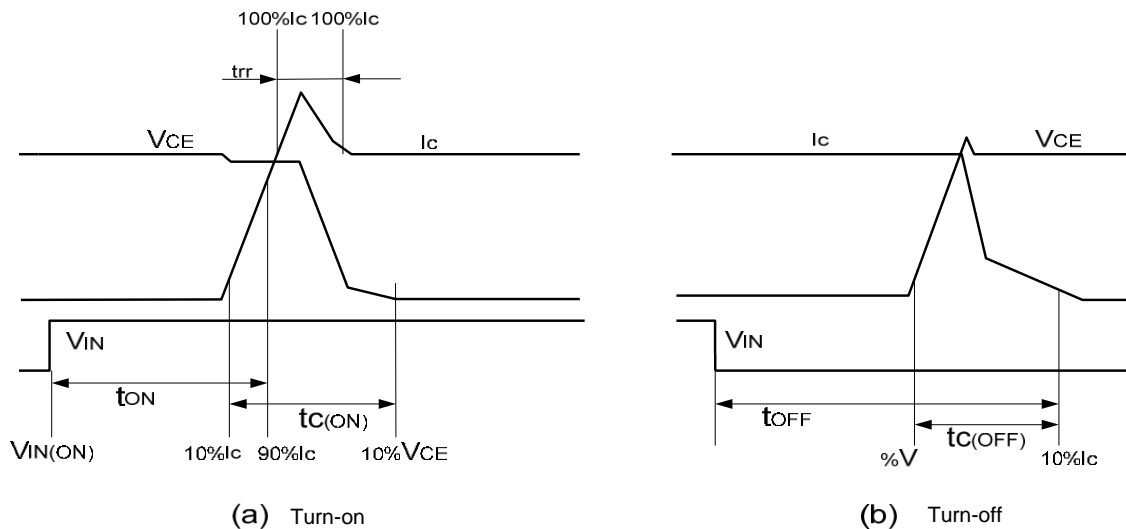 100%Ic 100%Ic
trr
VCE Ic
VIN
tON
tC(ON)
VIN(ON) 10%Ic 90%Ic 10%VCE
(a) Turn-on
Ic VCE
VIN
tOFF
tC(OFF)
%V 10%Ic
(b) Turn-off